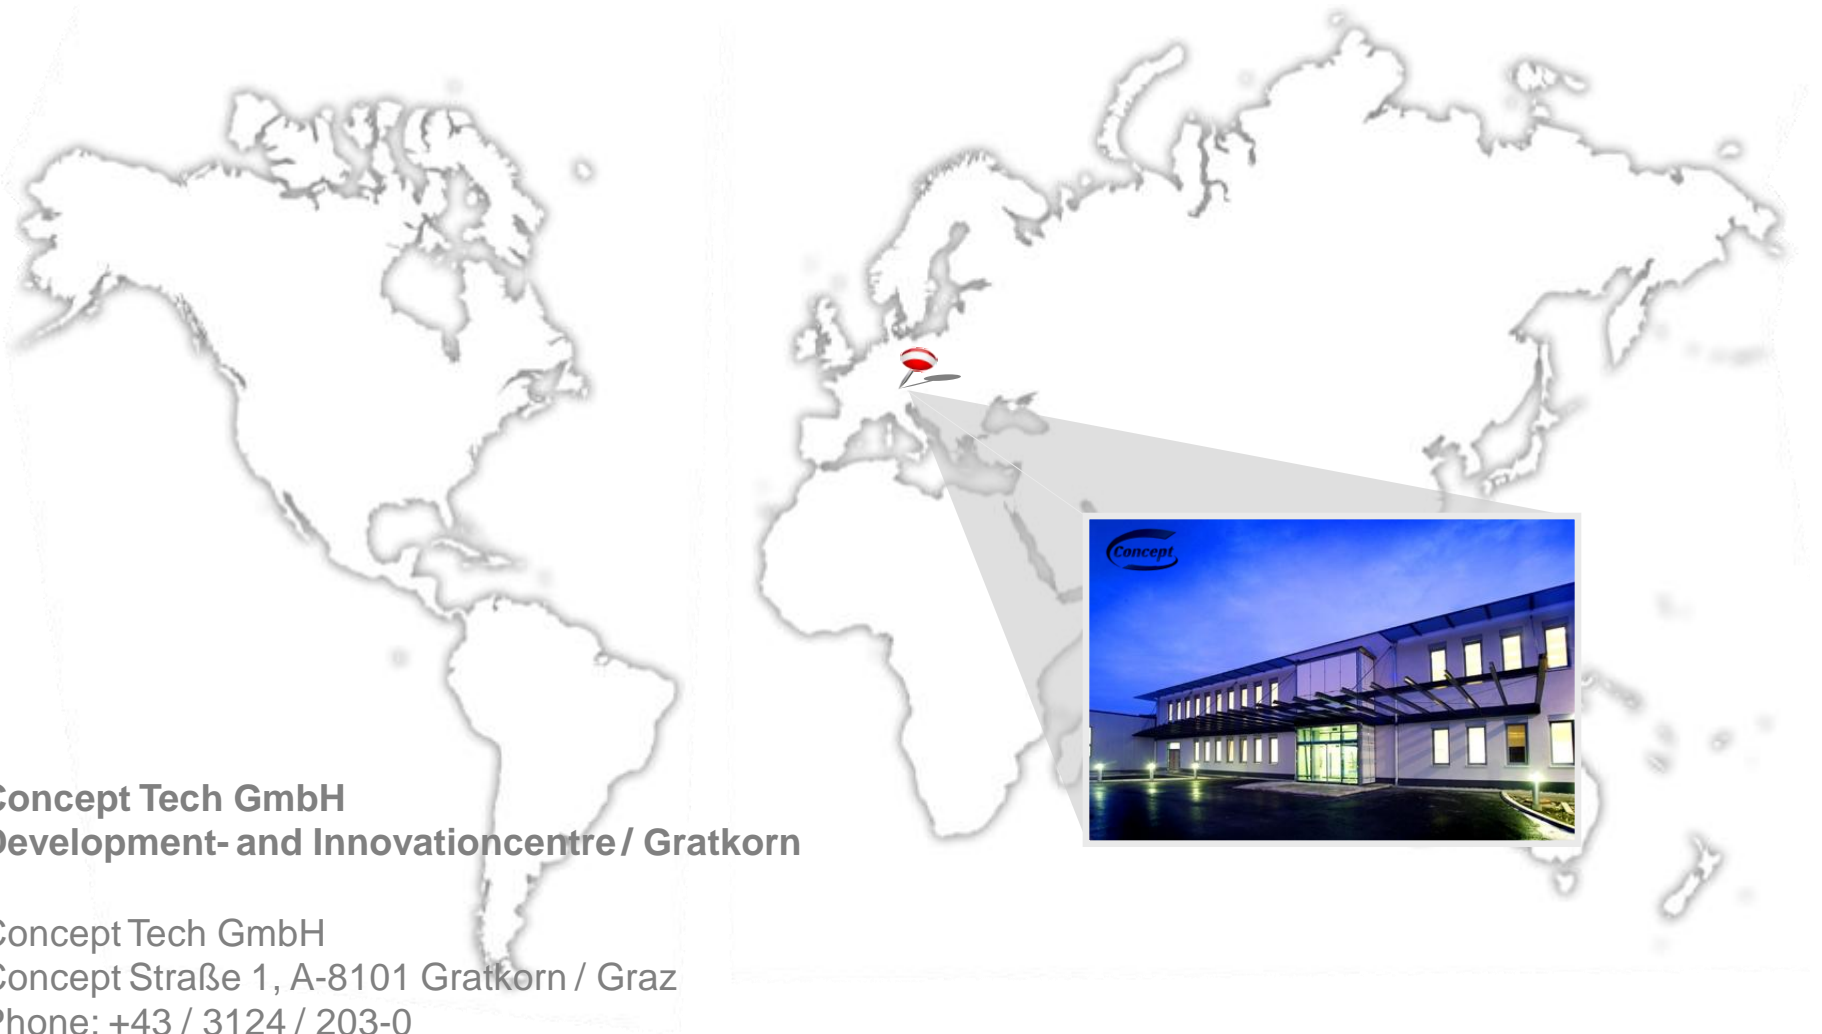 Concept
Concept Tech GmbH
Development- and Innovationcentre / Gratkorn
Concept Tech GmbH
Concept Straße 1, A-8101 Gratkorn / Graz
Phone: +43 / 3124 / 203-0